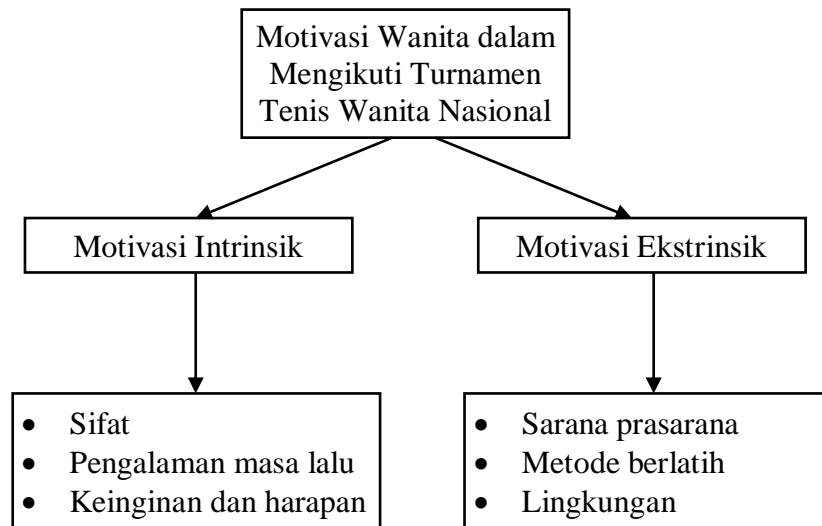 Motivasi Wanita dalam
Mengikuti Turnamen
Tenis Wanita Nasional
Motivasi Intrinsik
Motivasi Ekstrinsik
• Sifat
• Pengalaman masa lalu
• Keinginan dan harapan
• Sarana prasarana
• Metode berlatih
• Lingkungan